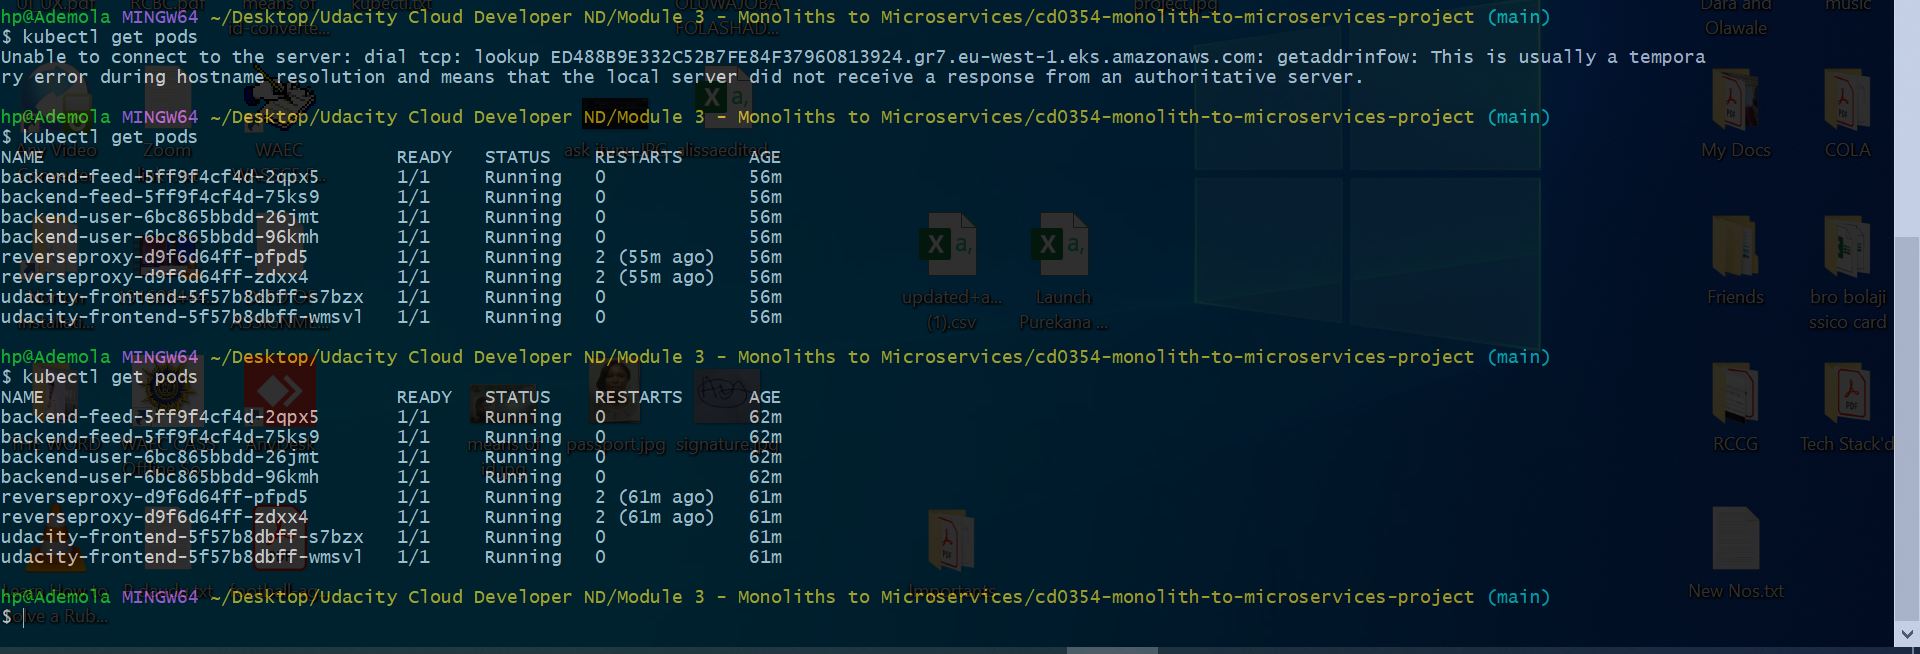 hp@Ademola MINGW64 ~/Desktop/Udacity Cloud Developer ND/Module 3 - Monoliths to Microservices/cd0354-monolith-to-microservices-project (main)
$ kubectl get pods
Unable to connect to the server: dial tcp: lookup ED488B9E332C52B7FE84F37960813924.gr7.eu-west-1.eks.amazonaws.com: getaddrinfow: This is usually a tempora
ry error during hostname resolution and means that the local server did not receive a response from an authoritative server.
hp@Ademola MINGW64 ~/Desktop/Udacity Cloud Developer ND/Module 3 - Monoliths to Microservices/cd0354-monolith-to-microservices-project (main)
$ kubectl get pods
NAME READY STATUS RESTARTS AGE
backend-feed-5ff9f4cf4d-2qpx5 1/1 Running 0 56m
backend-feed-5ff9f4cf4d-75ks9 1/1 Running 0 56m
backend-user-6bc865bbdd-26jmt 1/1 Running 0 56m
backend-user-6bc865bbdd-96kmh 1/1 Running 0 56m
reverseproxy-d9f6d64ff-pfpd5 1/1 Running 2 (55m ago) 56m
reverseproxy-d9f6d64ff-zdxx4 1/1 Running 2 (55m ago) 56m
udacity-frontend-5f57b8dbff-s7bzx 1/1 Running 0 56m
udacity-frontend-5f57b8dbff-wmsvl 1/1 Running 0 56m
hp@Ademola MINGW64 ~/Desktop/Udacity Cloud Developer ND/Module 3 - Monoliths to Microservices/cd0354-monolith-to-microservices-project (main)
$ kubectl get pods
NAME READY STATUS RESTARTS AGE
backend-feed-5ff9f4cf4d-2qpx5 1/1 Running 0 62m
backend-feed-5ff9f4cf4d-75ks9 1/1 Running 0 62m
backend-user-6bc865bbdd-26jmt 1/1 Running 0 62m
backend-user-6bc865bbdd-96kmh 1/1 Running 0 62m
reverseproxy-d9f6d64ff-pfpd5 1/1 Running 2 (61m ago) 61m
reverseproxy-d9f6d64ff-zdxx4 1/1 Running 2 (61m ago) 61m
udacity-frontend-5f57b8dbff-s7bzx 1/1 Running 0 61m
udacity-frontend-5f57b8dbff-wmsvl 1/1 Running 0 61m
hp@Ademola MINGW64 ~/Desktop/Udacity Cloud Developer ND/Module 3 - Monoliths to Microservices/cd0354-monolith-to-microservices-project (main)
$
kubectl.txt
project.jpg
Zoom
WAEC
updated+a...
(1).csv
Launch
Purekana ...
passport.jpg
signature.jpg
Importants
Dara and
Olawale
music
My Docs
COLA
Friends
bro bolaji
ssico card
RCCG
Tech Stack'd
New Nos.txt